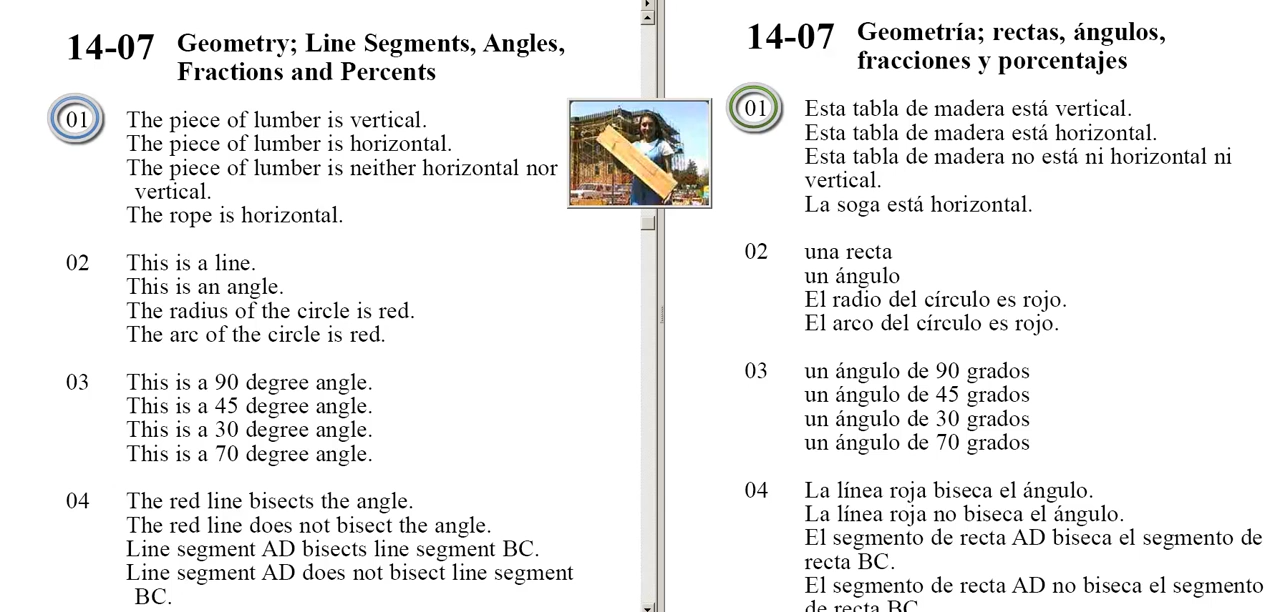 14-07 Geometry; Line Segments, Angles,
Fractions and Percents
01 The piece of lumber is vertical.
The piece of lumber is horizontal.
The piece of lumber is neither horizontal nor
vertical.
The rope is horizontal.
02 This is a line.
This is an angle.
The radius of the circle is red.
The arc of the circle is red.
03 This is a 90 degree angle.
This is a 45 degree angle.
This is a 30 degree angle.
This is a 70 degree angle.
04 The red line bisects the angle.
The red line does not bisect the angle.
Line segment AD bisects line segment BC.
Line segment AD does not bisect line segment
BC.
14-07 Geometría; rectas, ángulos,
fracciones y porcentajes
01 Esta tabla de madera está vertical.
Esta tabla de madera está horizontal.
Esta tabla de madera no está ni horizontal ni
vertical.
La soga está horizontal.
02 una recta
un ángulo
El radio del círculo es rojo.
El arco del círculo es rojo.
03 un ángulo de 90 grados
un ángulo de 45 grados
un ángulo de 30 grados
un ángulo de 70 grados
04 La línea roja biseca el ángulo.
La línea roja no biseca el ángulo.
El segmento de recta AD biseca el segmento de
recta BC.
El segmento de recta AD no biseca el segmento
de recta BC